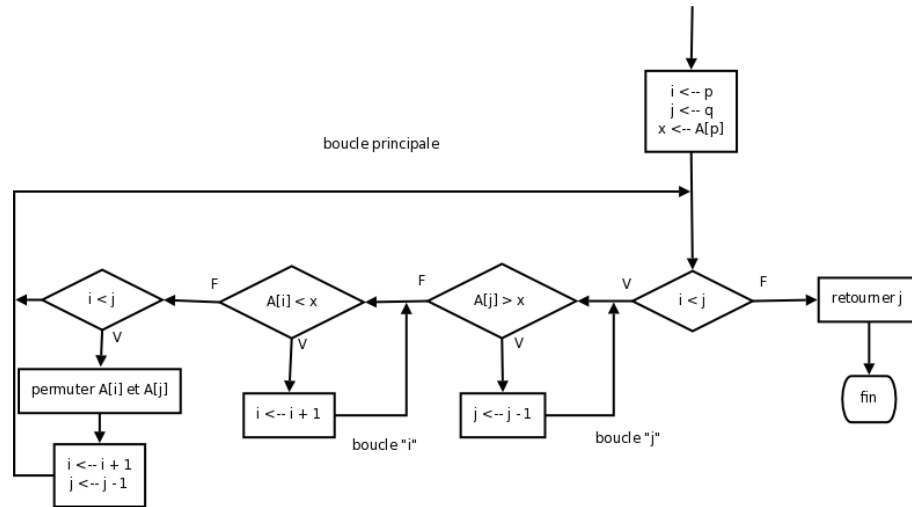 i <-- p
j <-- q
x <-- A[p]
boucle principale
i < j
F
A[i] < x
F
A[j] > x
V
i < j
F
retourner j
V
V
V
permuter A[i] et A[j]
i <-- i + 1
j <-- j - 1
fin
boucle "i"
boucle "j"
i <-- i + 1
j <-- j - 1